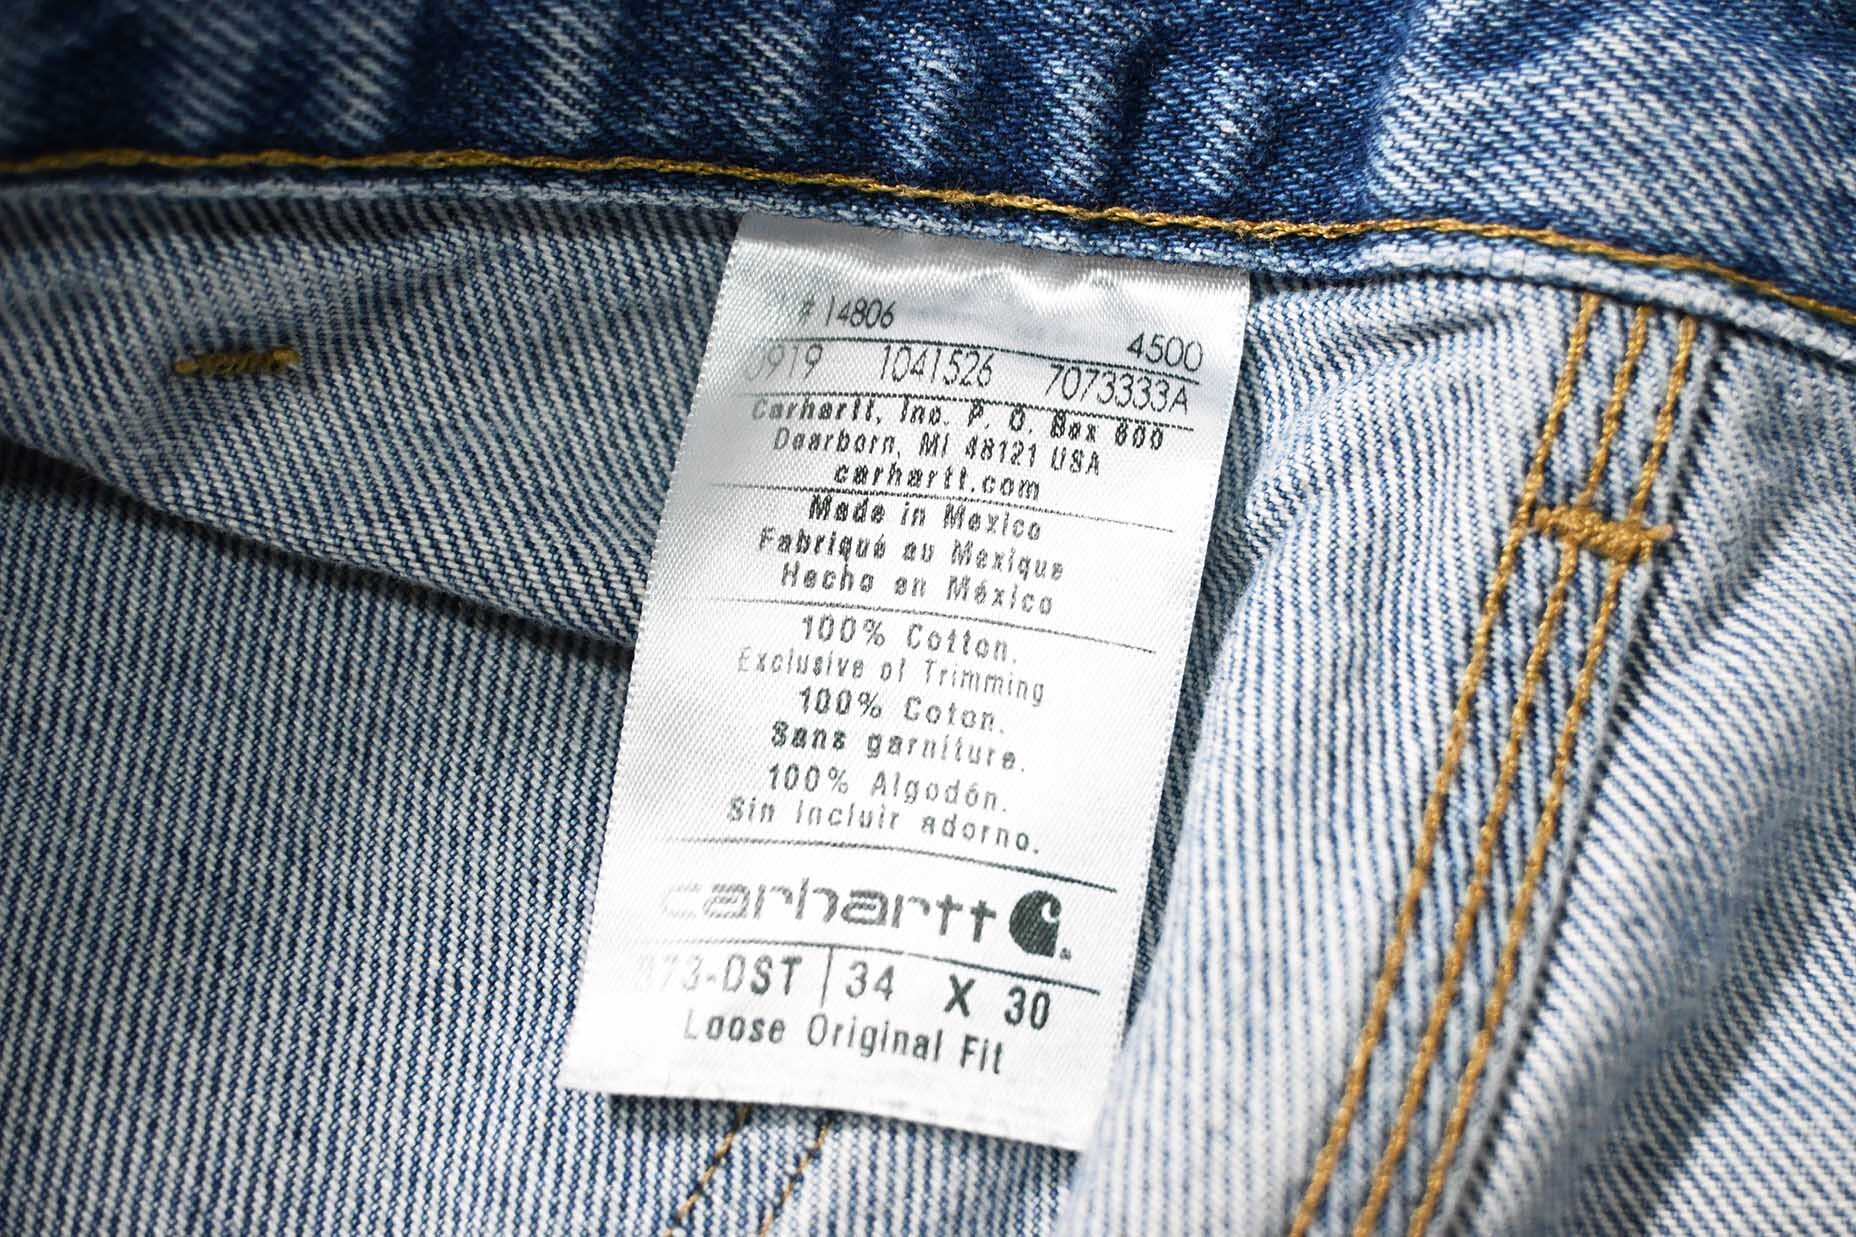 # 14806 4500
0919 1041526 7073333A
Carhartt, Inc. P. O. Box 600
Dearborn, MI 48121 USA
carhartt.com
Made in Mexico
Fabriqué au Mexique
Hecho en México
100% Cotton.
Exclusive of Trimming
100% Coton.
Sans garniture.
100% Algodón.
Sin incluir adorno.
carhartt
-DST 34 X 30
Loose Original Fit